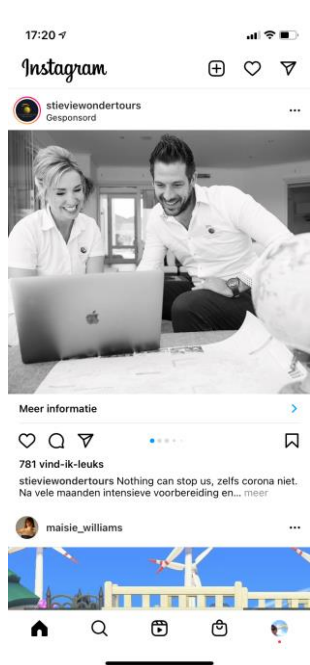 17:20
Instagram
stieviewondertours
Gesponsord
Meer informatie
781 vind-ik-leuks
stieviewondertours Nothing can stop us, zelfs corona niet.
Na vele maanden intensieve voorbereiding en... meer
maisie_williams